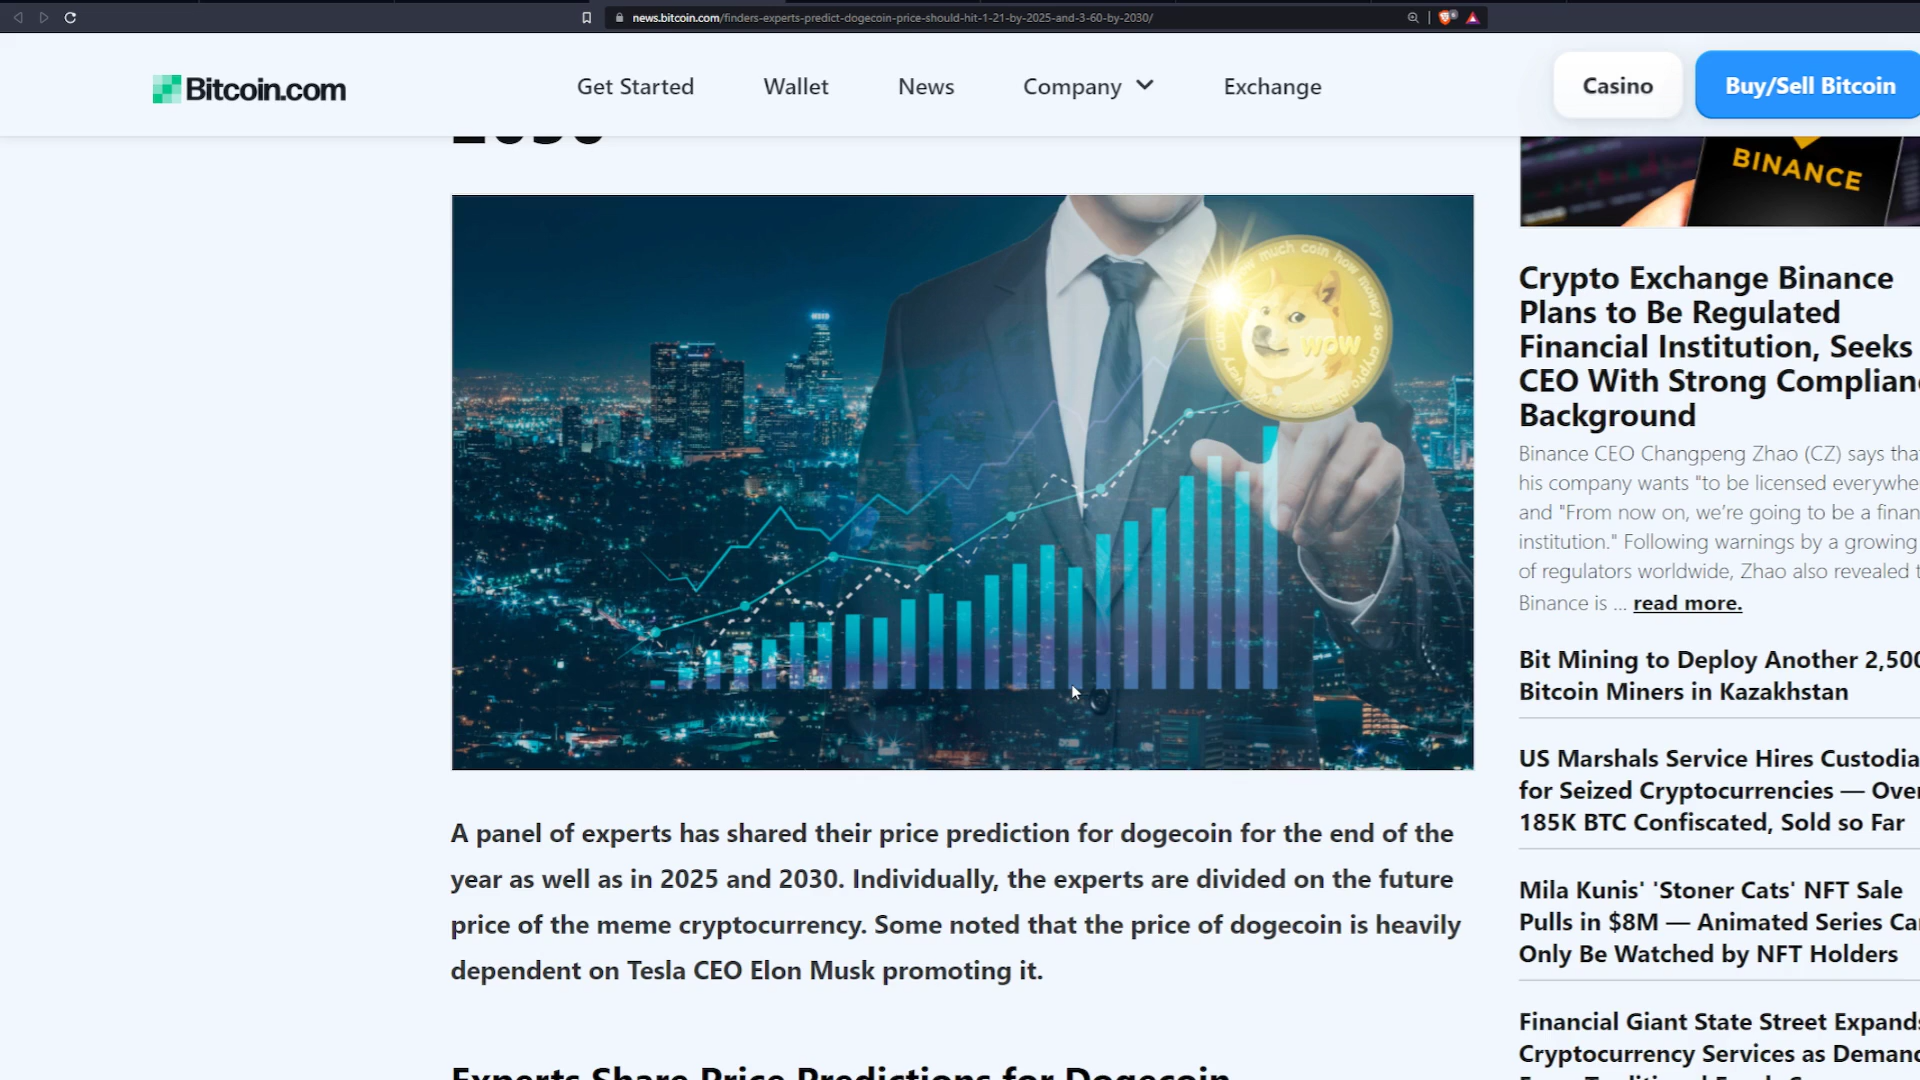 news.bitcoin.com/finders-experts-predict-dogecoin-price-should-hit-1-21-by-2025-and-3-60-by-2030/
Bitcoin.com
Get Started
Wallet
News
Company
Exchange
Casino
Buy/Sell Bitcoin
2030
BINANCE
much coin how money so crypto
wow
A panel of experts has shared their price prediction for dogecoin for the end of the
year as well as in 2025 and 2030. Individually, the experts are divided on the future
price of the meme cryptocurrency. Some noted that the price of dogecoin is heavily
dependent on Tesla CEO Elon Musk promoting it.
Experts Share Price Predictions for Dogecoin
Crypto Exchange Binance
Plans to Be Regulated
Financial Institution, Seeks
CEO With Strong Complian
Background
Binance CEO Changpeng Zhao (CZ) says tha
his company wants "to be licensed everywhe
and "From now on, we're going to be a finan
institution." Following warnings by a growing
of regulators worldwide, Zhao also revealed t
Binance is ... read more.
Bit Mining to Deploy Another 2,500
Bitcoin Miners in Kazakhstan
US Marshals Service Hires Custodia
for Seized Cryptocurrencies — Over
185K BTC Confiscated, Sold so Far
Mila Kunis' 'Stoner Cats' NFT Sale
Pulls in $8M — Animated Series Ca
Only Be Watched by NFT Holders
Financial Giant State Street Expands
Cryptocurrency Services as Deman